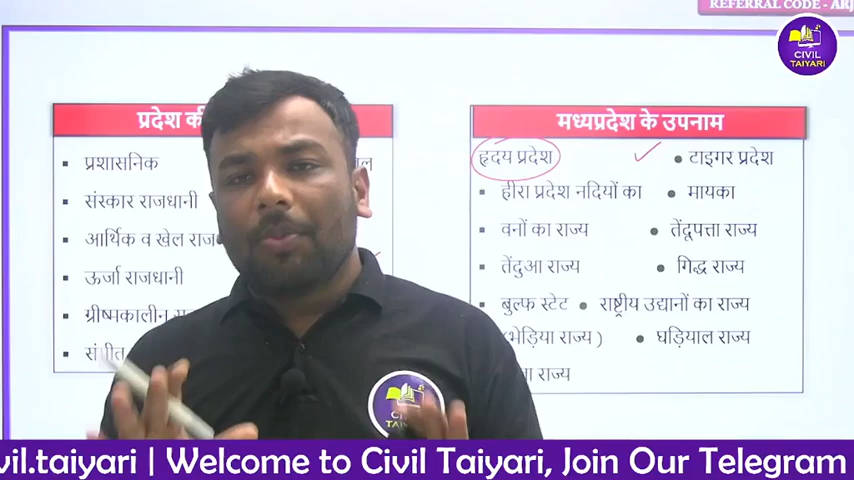 REFERRAL CODE - ARJ
CIVIL
TAIYARI
प्रदेश की
▪ प्रशासनिक
▪ संस्कार राजधानी
▪ आर्थिक व खेल राज
▪ ऊर्जा राजधानी
▪ ग्रीष्मकालीन
मध्यप्रदेश के उपनाम
हृदय प्रदेश • टाइगर प्रदेश
▪ हीरा प्रदेश नदियों का • मायका
▪ वनों का राज्य • तेंदूपत्ता राज्य
▪ तेंदुआ राज्य • गिद्ध राज्य
▪ बुल्फ स्टेट • राष्ट्रीय उद्यानों का राज्य
(भेड़िया राज्य ) • घड़ियाल राज्य
राज्य
CIVIL
TAIYARI
vil.taiyari | Welcome to Civil Taiyari, Join Our Telegram